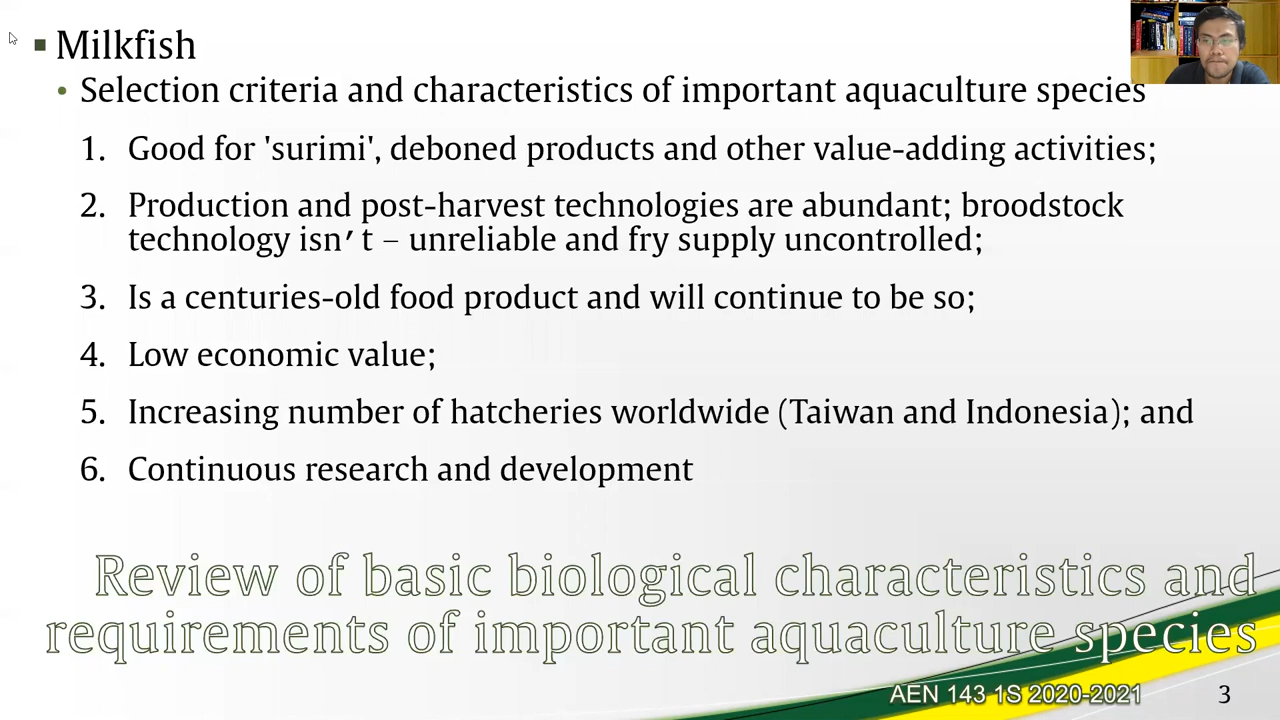 Milkfish
Selection criteria and characteristics of important aquaculture species
1. Good for 'surimi', deboned products and other value-adding activities;
2. Production and post-harvest technologies are abundant; broodstock
technology isn't – unreliable and fry supply uncontrolled;
3. Is a centuries-old food product and will continue to be so;
4. Low economic value;
5. Increasing number of hatcheries worldwide (Taiwan and Indonesia); and
6. Continuous research and development
Review of basic biological characteristics and
requirements of important aquaculture species
AEN 143 1S 2020-2021 3